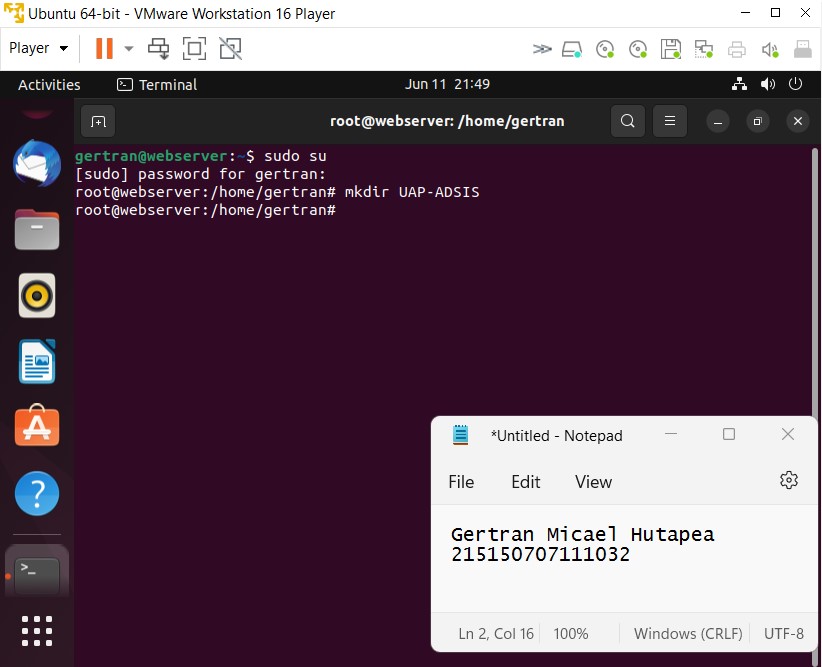 Ubuntu 64-bit - VMware Workstation 16 Player
Player
Activities
Terminal
Jun 11 21:49
root@webserver: /home/gertran
gertran@webserver:~$ sudo su
[sudo] password for gertran:
root@webserver:/home/gertran# mkdir UAP-ADSIS
root@webserver:/home/gertran#
*Untitled - Notepad
File Edit View
Gertran Micael Hutapea
215150707111032
Ln 2, Col 16 100% Windows (CRLF) UTF-8